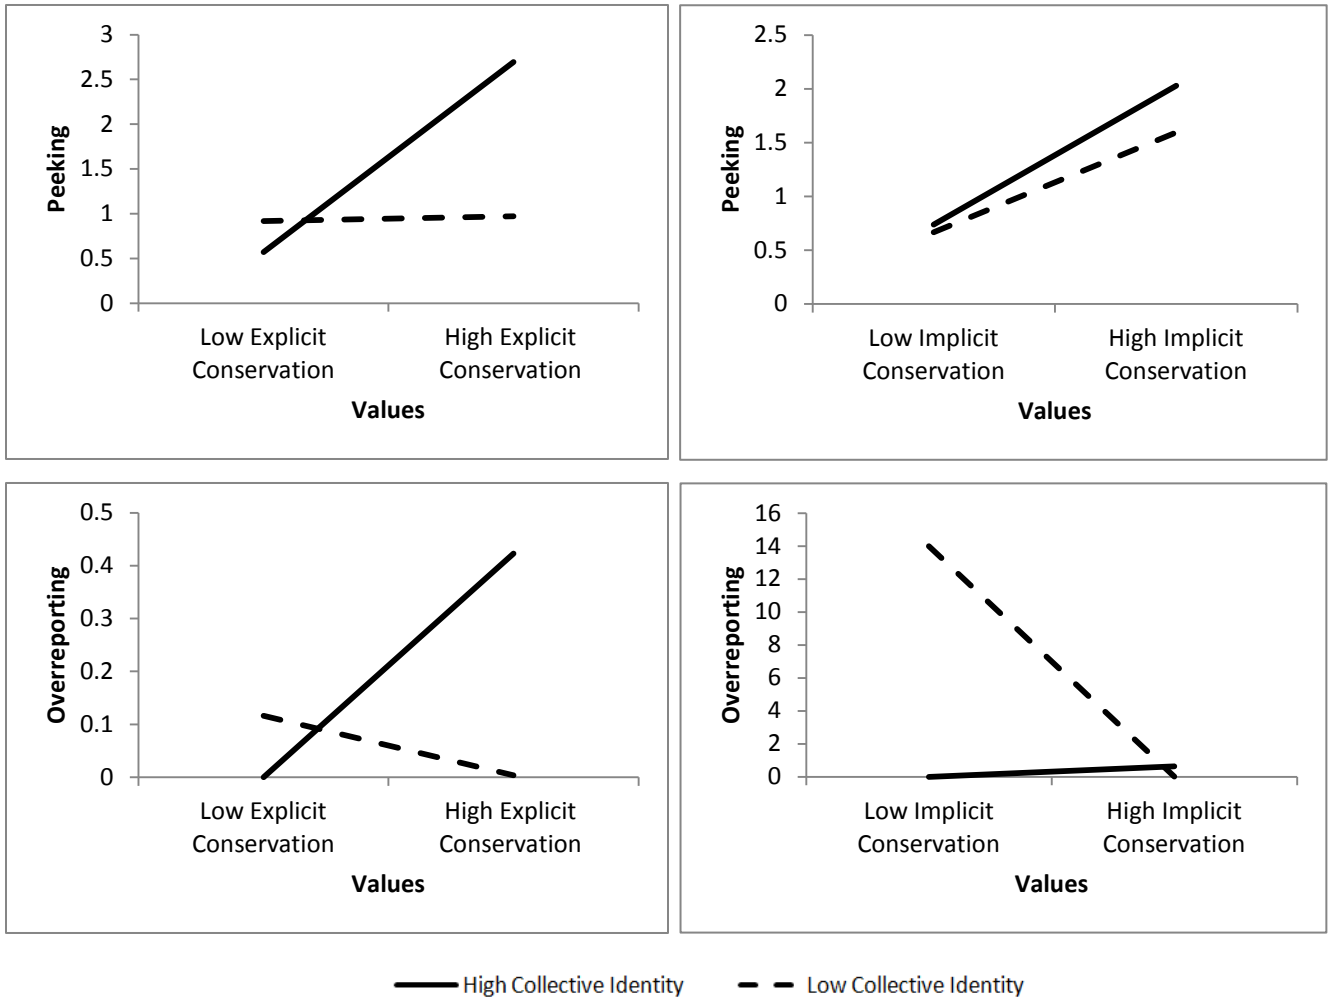 3
2.5
2
1.5
1
0.5
0
Peeking
Low Explicit
Conservation
High Explicit
Conservation
Values
2.5
2
1.5
1
0.5
0
Peeking
Low Implicit
Conservation
High Implicit
Conservation
Values
0.5
0.4
0.3
0.2
0.1
0
Overreporting
Low Explicit
Conservation
High Explicit
Conservation
Values
16
14
12
10
8
6
4
2
0
Overreporting
Low Implicit
Conservation
High Implicit
Conservation
Values
High Collective Identity
Low Collective Identity